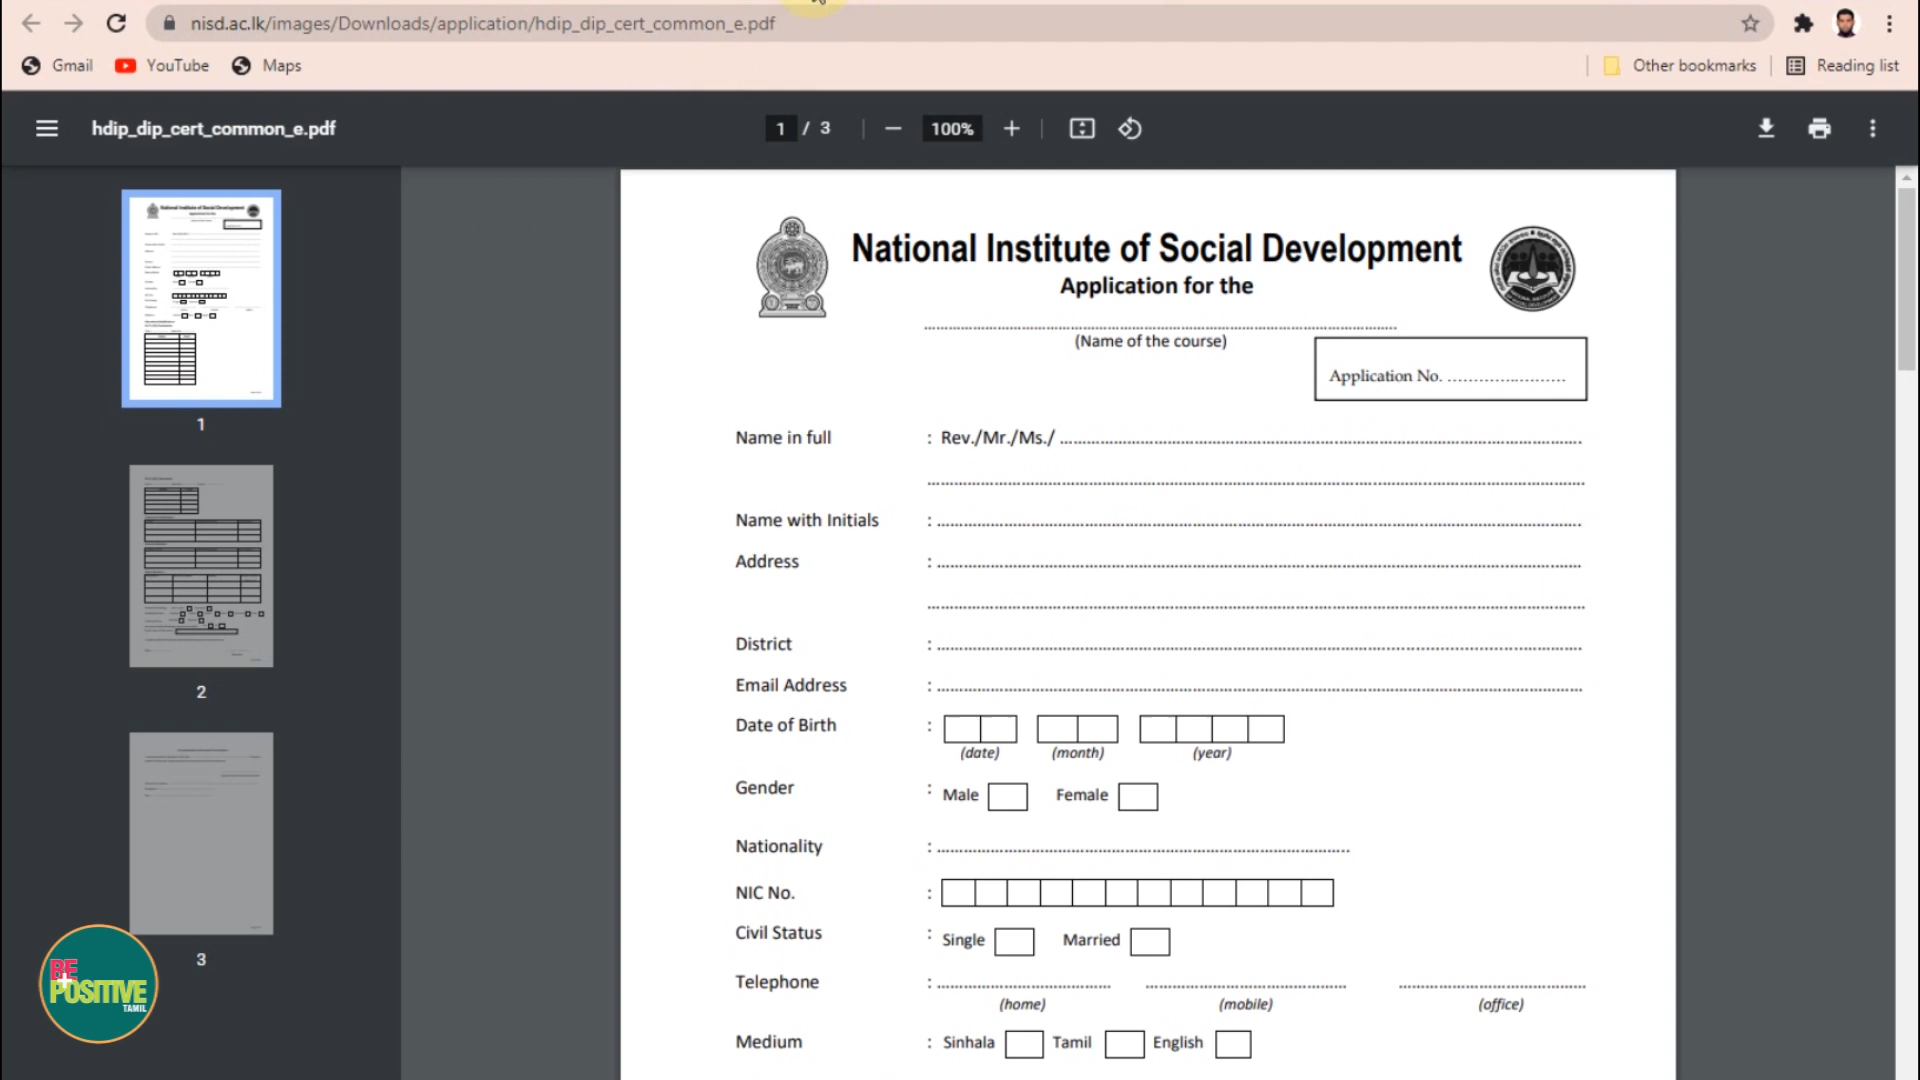 nisd.ac.lk/images/Downloads/application/hdip_dip_cert_common_e.pdf
Gmail YouTube Maps Other bookmarks Reading list
hdip_dip_cert_common_e.pdf 1 / 3 100%
National Institute of Social Development
Application for the
(Name of the course)
Application No. ........................
Name in full : Rev./Mr./Ms./
Name with Initials :
Address :
District :
Email Address :
Date of Birth :
(date) (month) (year)
Gender : Male Female
Nationality :
NIC No. :
Civil Status : Single Married
Telephone :
(home) (mobile) (office)
Medium : Sinhala Tamil English
1
2
3
BE
+
POSITIVE
TAMIL